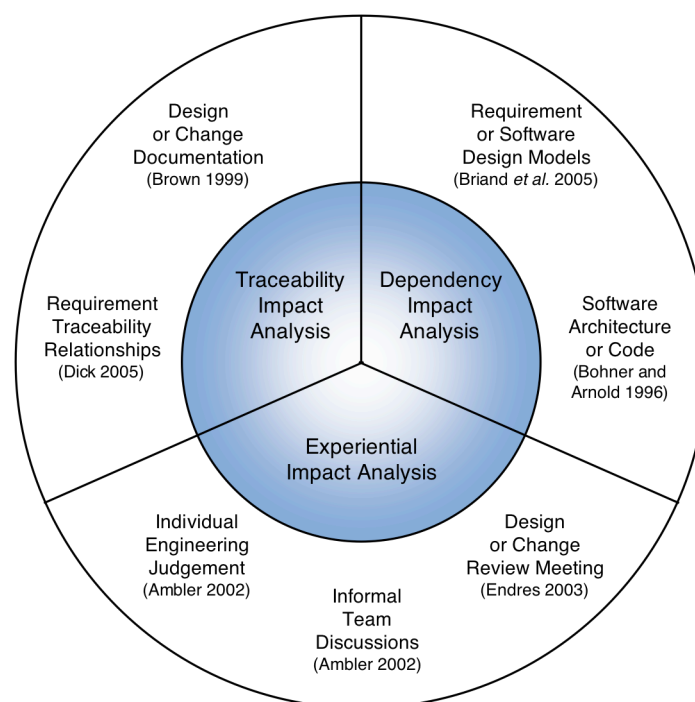 Design
or Change
Documentation
(Brown 1999)
Requirement
or Software
Design Models
(Briand et al. 2005)
Traceability
Impact
Analysis
Dependency
Impact
Analysis
Requirement
Traceability
Relationships
(Dick 2005)
Software
Architecture
or Code
(Bohner and
Arnold 1996)
Experiential
Impact Analysis
Individual
Engineering
Judgement
(Ambler 2002)
Informal
Team
Discussions
(Ambler 2002)
Design
or Change
Review Meeting
(Endres 2003)